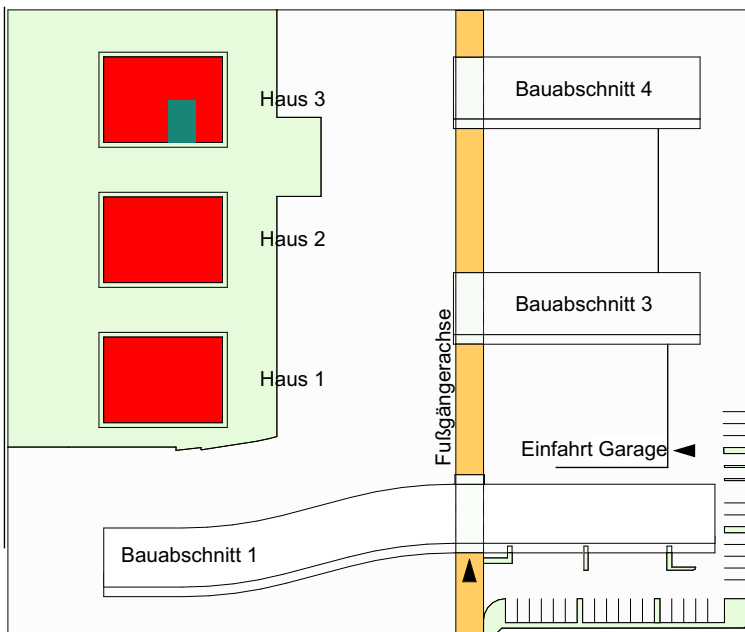 Haus 3
Bauabschnitt 4
Haus 2
Bauabschnitt 3
Haus 1
Fußgängerachse
Einfahrt Garage
Bauabschnitt 1